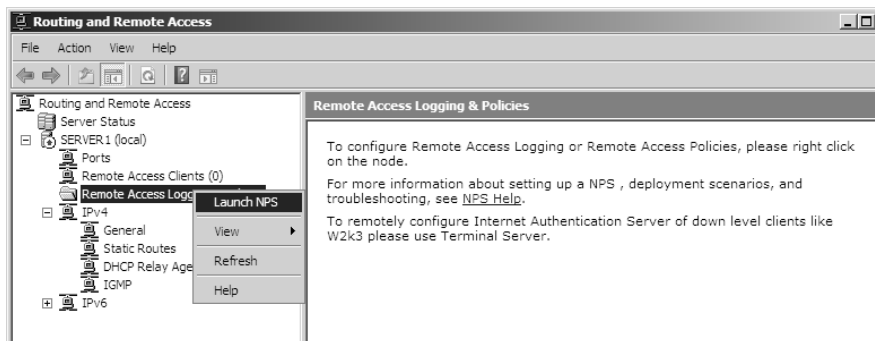 Routing and Remote Access
File Action View Help
Routing and Remote Access
Server Status
SERVER1 (local)
Ports
Remote Access Clients (0)
Remote Access Logg
IPv4
General
Static Routes
DHCP Relay Age
IGMP
IPv6
Launch NPS
View
Refresh
Help
Remote Access Logging & Policies
To configure Remote Access Logging or Remote Access Policies, please right click
on the node.
For more information about setting up a NPS , deployment scenarios, and
troubleshooting, see NPS Help.
To remotely configure Internet Authentication Server of down level clients like
W2k3 please use Terminal Server.